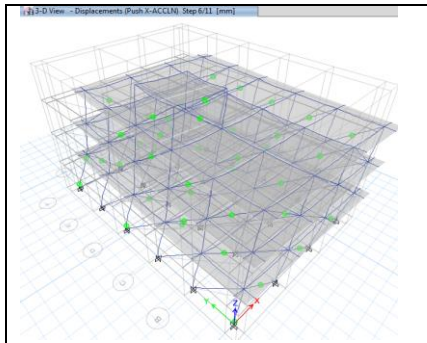 3-D View - Displacements (Push X-ACCLN) Step 6/11 [mm]
Z
Y
X